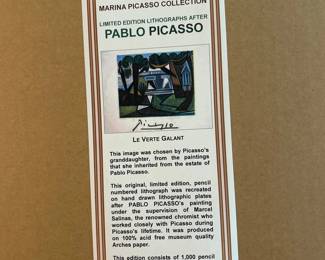 MARINA PICASSO COLLECTION
LIMITED EDITION LITHOGRAPHS AFTER
PABLO PICASSO
Picasso
LE VERTE GALANT
This image was chosen by Picasso's
granddaughter, from the paintings
that she inherited from the estate of
Pablo Picasso.
This original, limited edition, pencil
numbered lithograph was recreated
on hand drawn lithographic plates
after PABLO PICASSO's painting
under the supervision of Marcel
Salinas, the renowned chromist who
worked closely with Picasso during
Picasso's lifetime. It was produced
on 100% acid free museum quality
Arches paper.
This edition consists of 1,000 pencil